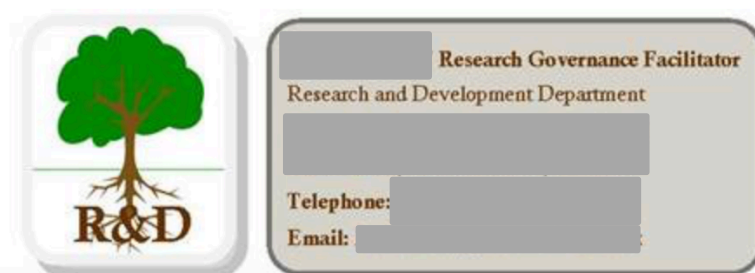 R&D
Research Governance Facilitator
Research and Development Department
Telephone:
Email: